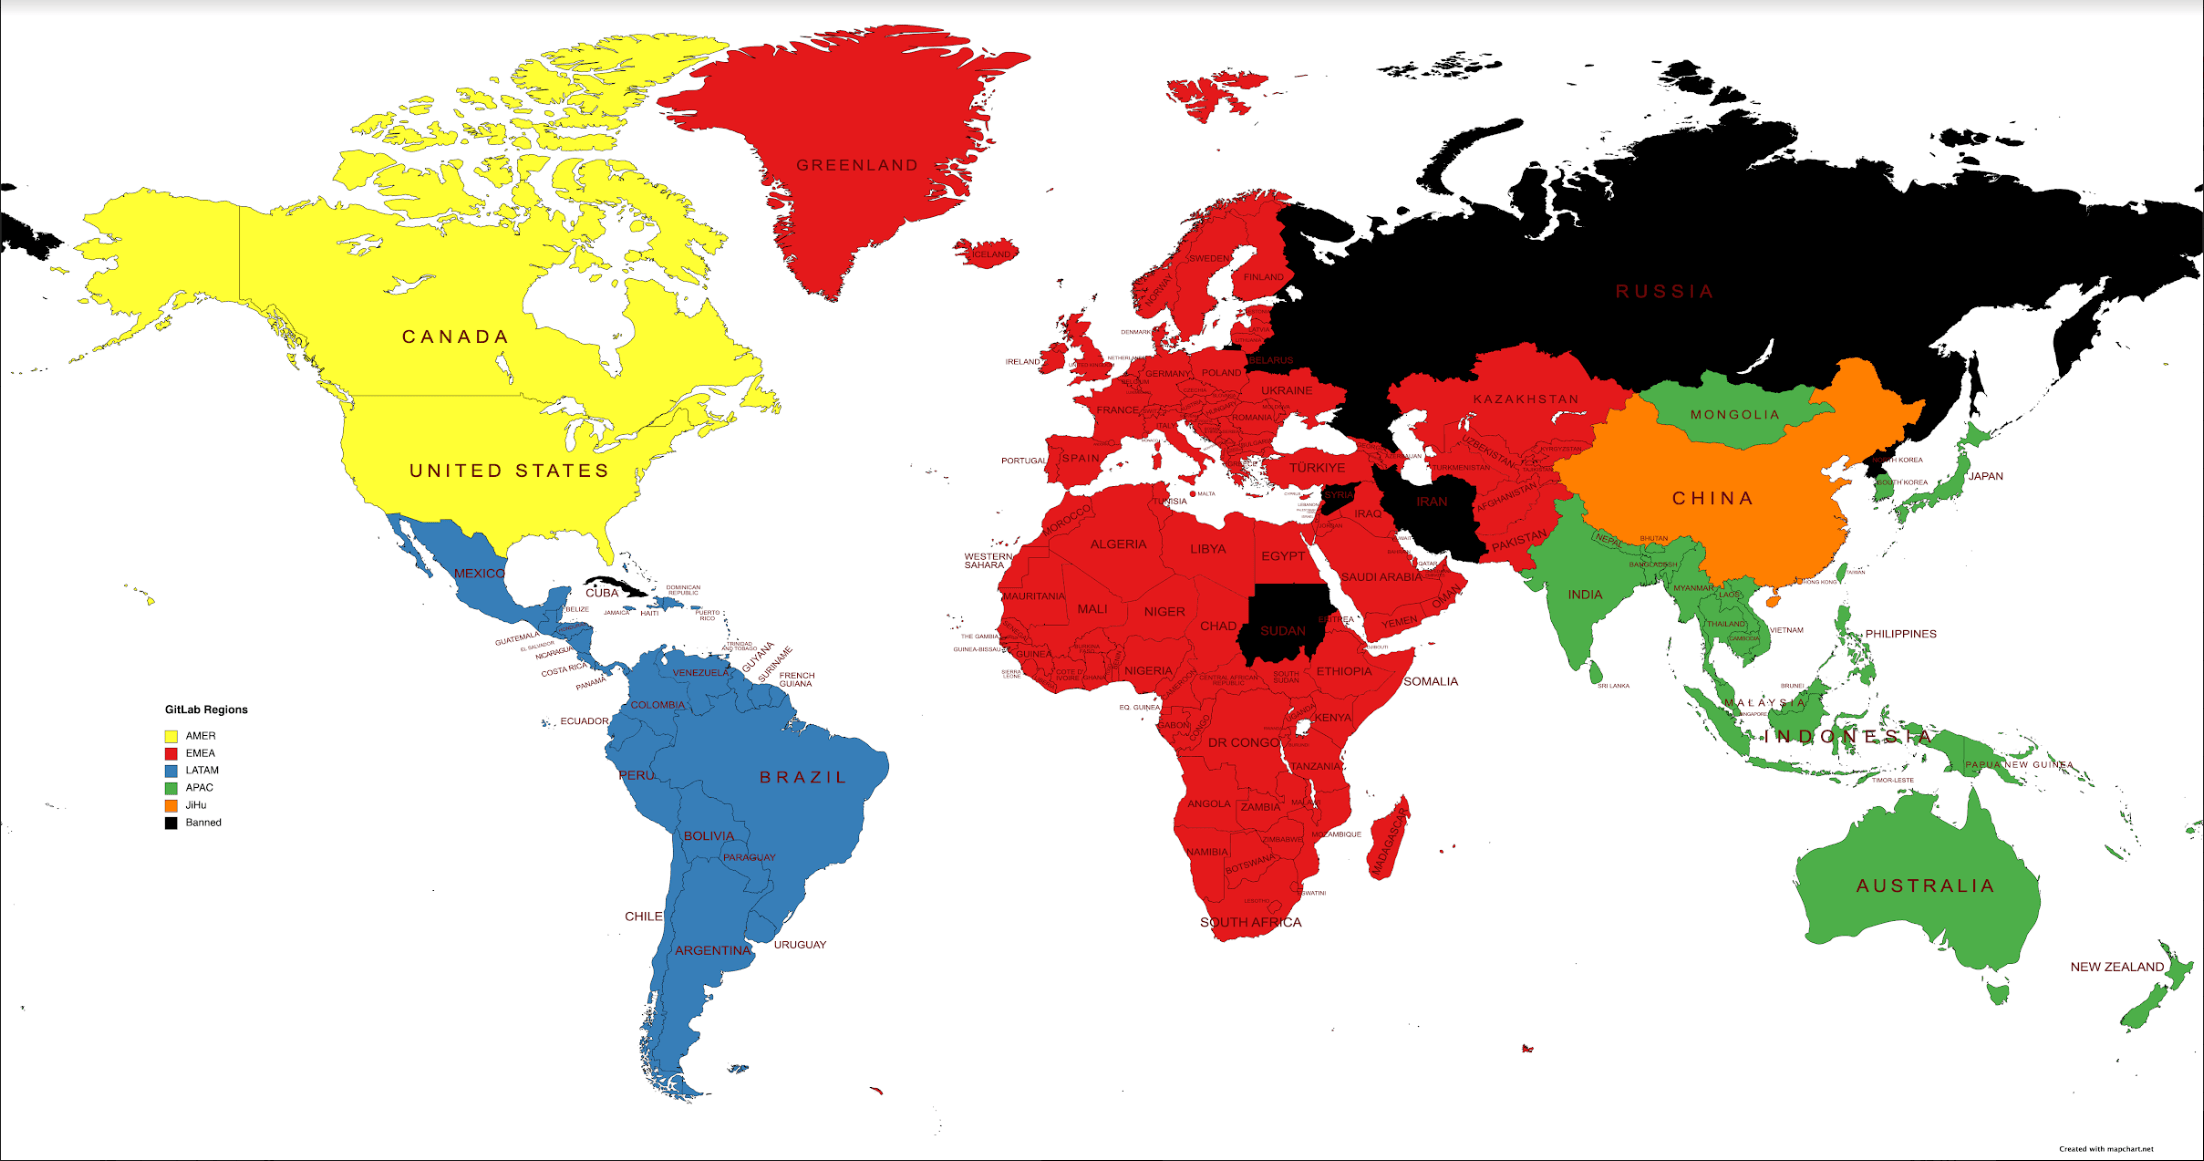 GREENLAND
ICELAND
SWEDEN
FINLAND
NORWAY
RUSSIA
CANADA
DENMARK
LATVIA
IRELAND
BELARUS
GERMANY
POLAND
UKRAINE
FRANCE
ROMANIA
ITALY
KAZAKHSTAN
MONGOLIA
UNITED STATES
PORTUGAL
SPAIN
TÜRKİYE
UZBEKISTAN
KYRGYZSTAN
TURKMENISTAN
NORTH KOREA
SOUTH KOREA
JAPAN
CHINA
MALTA
TUNISIA
SYRIA
IRAN
AFGHANISTAN
MOROCCO
IRAQ
ALGERIA
LIBYA
EGYPT
PAKISTAN
NEPAL
BHUTAN
BANGLADESH
WESTERN
SAHARA
MEXICO
CUBA
DOMINICAN
REPUBLIC
QATAR
SAUDI ARABIA
OMAN
YEMEN
INDIA
MYANMAR
LAOS
HONG KONG
TAIWAN
BELIZE
JAMAICA
HAITI
PUERTO
RICO
MAURITANIA
MALI
NIGER
CHAD
SUDAN
ERITREA
THAILAND
VIETNAM
CAMBODIA
PHILIPPINES
GUATEMALA
EL SALVADOR
NICARAGUA
COSTA RICA
PANAMA
TRINIDAD
AND TOBAGO
GUYANA
SURINAME
FRENCH
GUIANA
VENEZUELA
COLOMBIA
ECUADOR
THE GAMBIA
SENEGAL
GUINEA-BISSAU
GUINEA
SIERRA
LEONE
COTE D'
IVOIRE
GHANA
BURKINA
NIGERIA
CAMEROON
CENTRAL AFRICAN
REPUBLIC
SOUTH
SUDAN
ETHIOPIA
DJIBOUTI
SOMALIA
SRI LANKA
BRUNEI
MALAYSIA
SINGAPORE
INDONESIA
PAPUA NEW GUINEA
TIMOR-LESTE
EQ. GUINEA
GABON
CONGO
DR CONGO
UGANDA
KENYA
TANZANIA
PERU
BRAZIL
BOLIVIA
PARAGUAY
CHILE
ARGENTINA
URUGUAY
ANGOLA
ZAMBIA
MALAWI
MOZAMBIQUE
ZIMBABWE
NAMIBIA
BOTSWANA
MADAGASCAR
ESWATINI
LESOTHO
SOUTH AFRICA
AUSTRALIA
NEW ZEALAND
GitLab Regions
AMER
EMEA
LATAM
APAC
JiHu
Banned
Created with mapchart.net